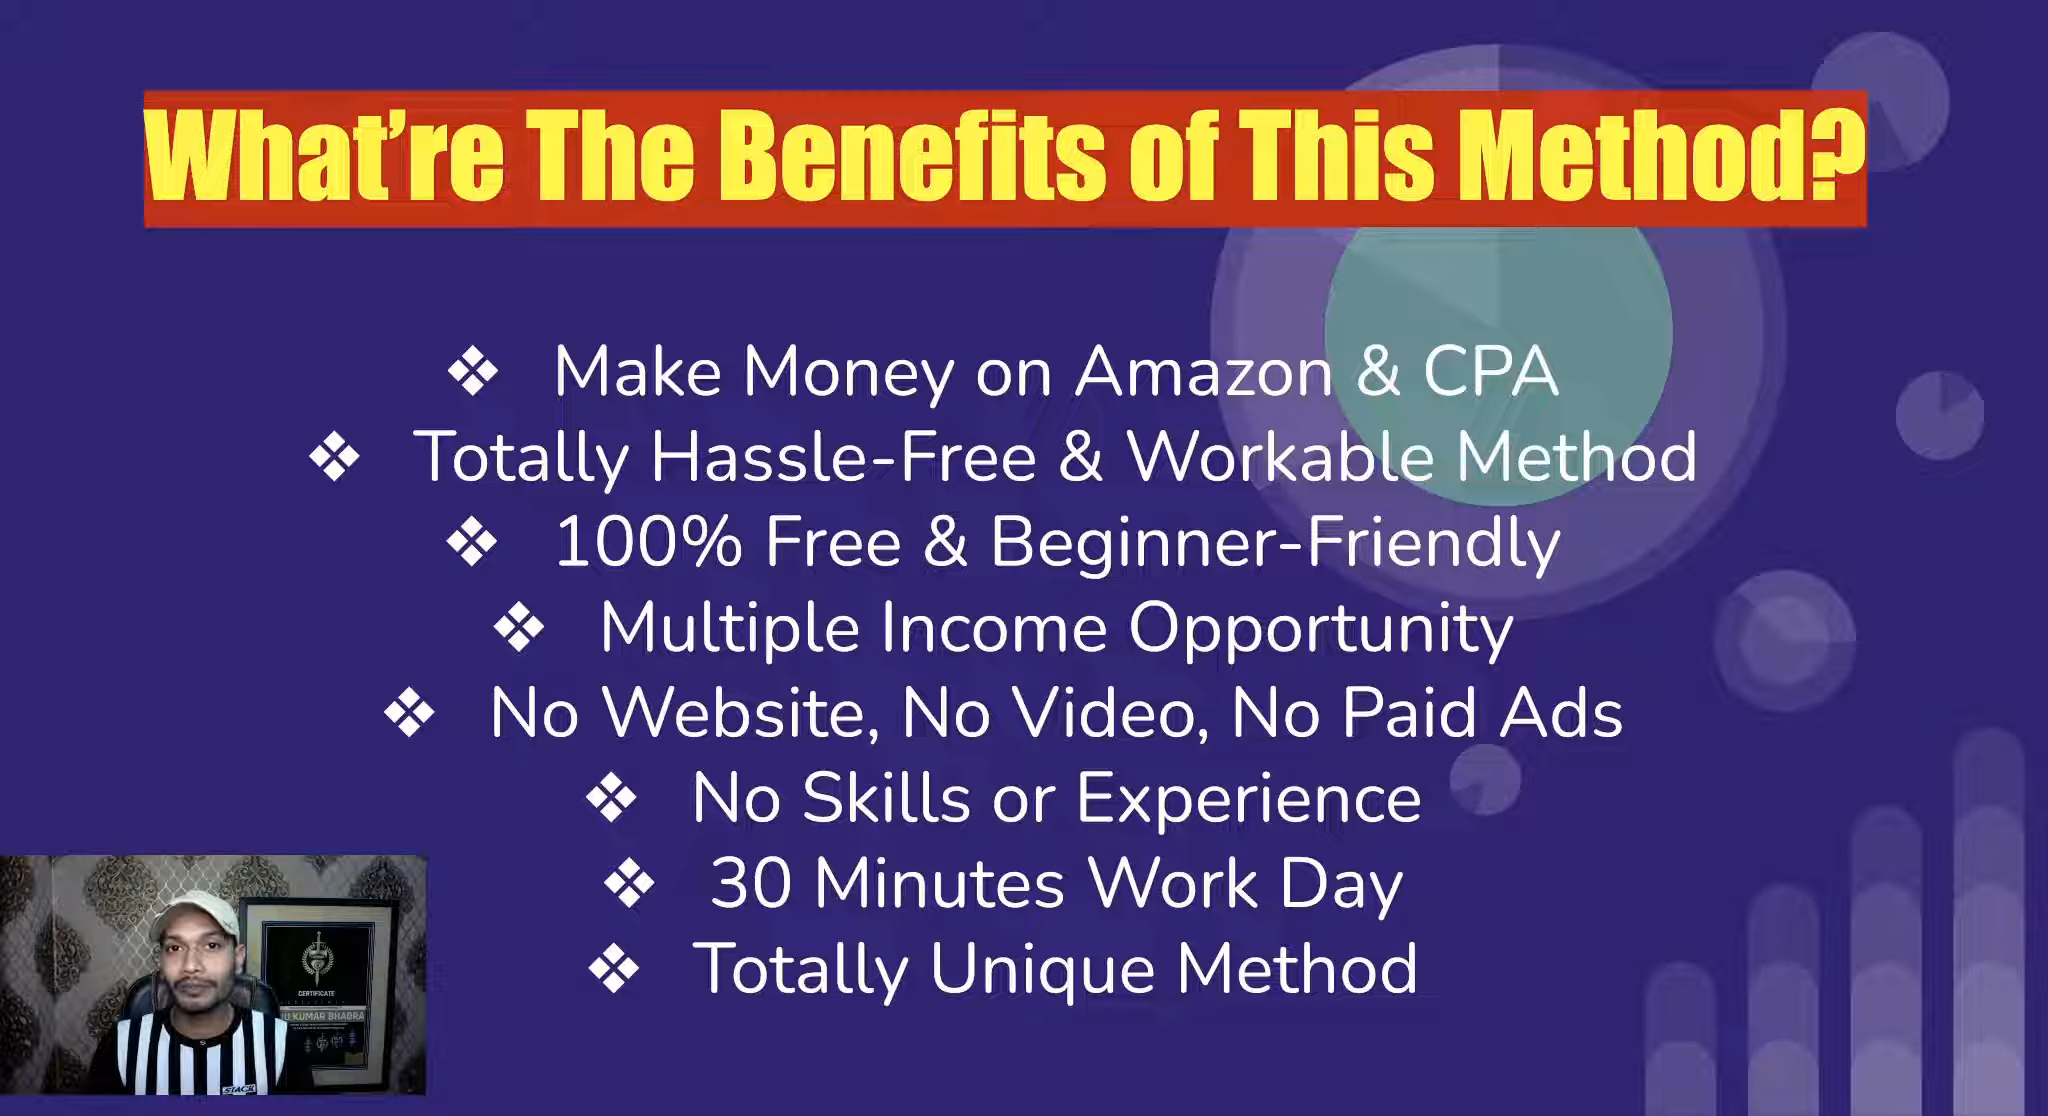 What’re The Benefits of This Method?
❖ Make Money on Amazon & CPA
❖ Totally Hassle-Free & Workable Method
❖ 100% Free & Beginner-Friendly
❖ Multiple Income Opportunity
❖ No Website, No Video, No Paid Ads
❖ No Skills or Experience
❖ 30 Minutes Work Day
❖ Totally Unique Method
CERTIFICATE
KUMAR BHABRA